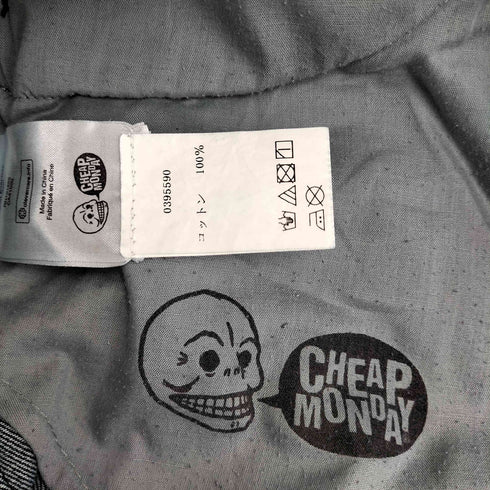 CHEAP
MONDAY
Made in China
Fabriqué en Chine
コットン 100%
0395590
CHEAP
MONDAY